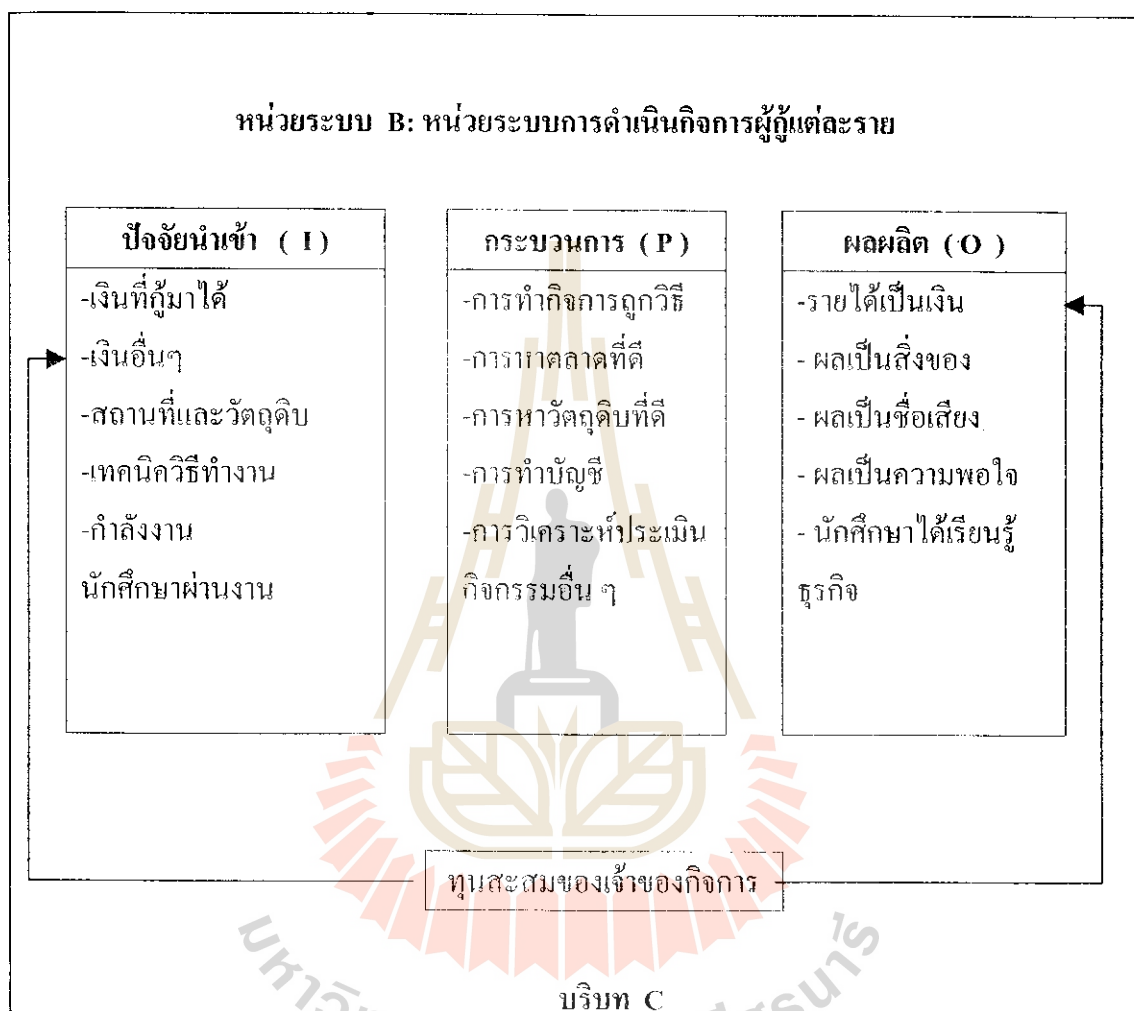 หน่วยระบบ B: หน่วยระบบการดำเนินกิจการผู้กู้แต่ละราย
ปัจจัยนำเข้า ( I )
-เงินที่กู้มาได้
-เงินอื่นๆ
-สถานที่และวัตถุดิบ
-เทคนิควิธีทำงาน
-กำลังงาน
นักศึกษาผ่านงาน
กระบวนการ ( P )
-การทำกิจการถูกวิธี
-การหาตลาดที่ดี
-การหาวัตถุดิบที่ดี
-การทำบัญชี
-การวิเคราะห์ประเมิน
กิจกรรมอื่น ๆ
ผลผลิต ( O )
-รายได้เป็นเงิน
- ผลเป็นสิ่งของ
- ผลเป็นชื่อเสียง
- ผลเป็นความพอใจ
- นักศึกษาได้เรียนรู้
ธุรกิจ
ทุนสะสมของเจ้าของกิจการ
บริบท C